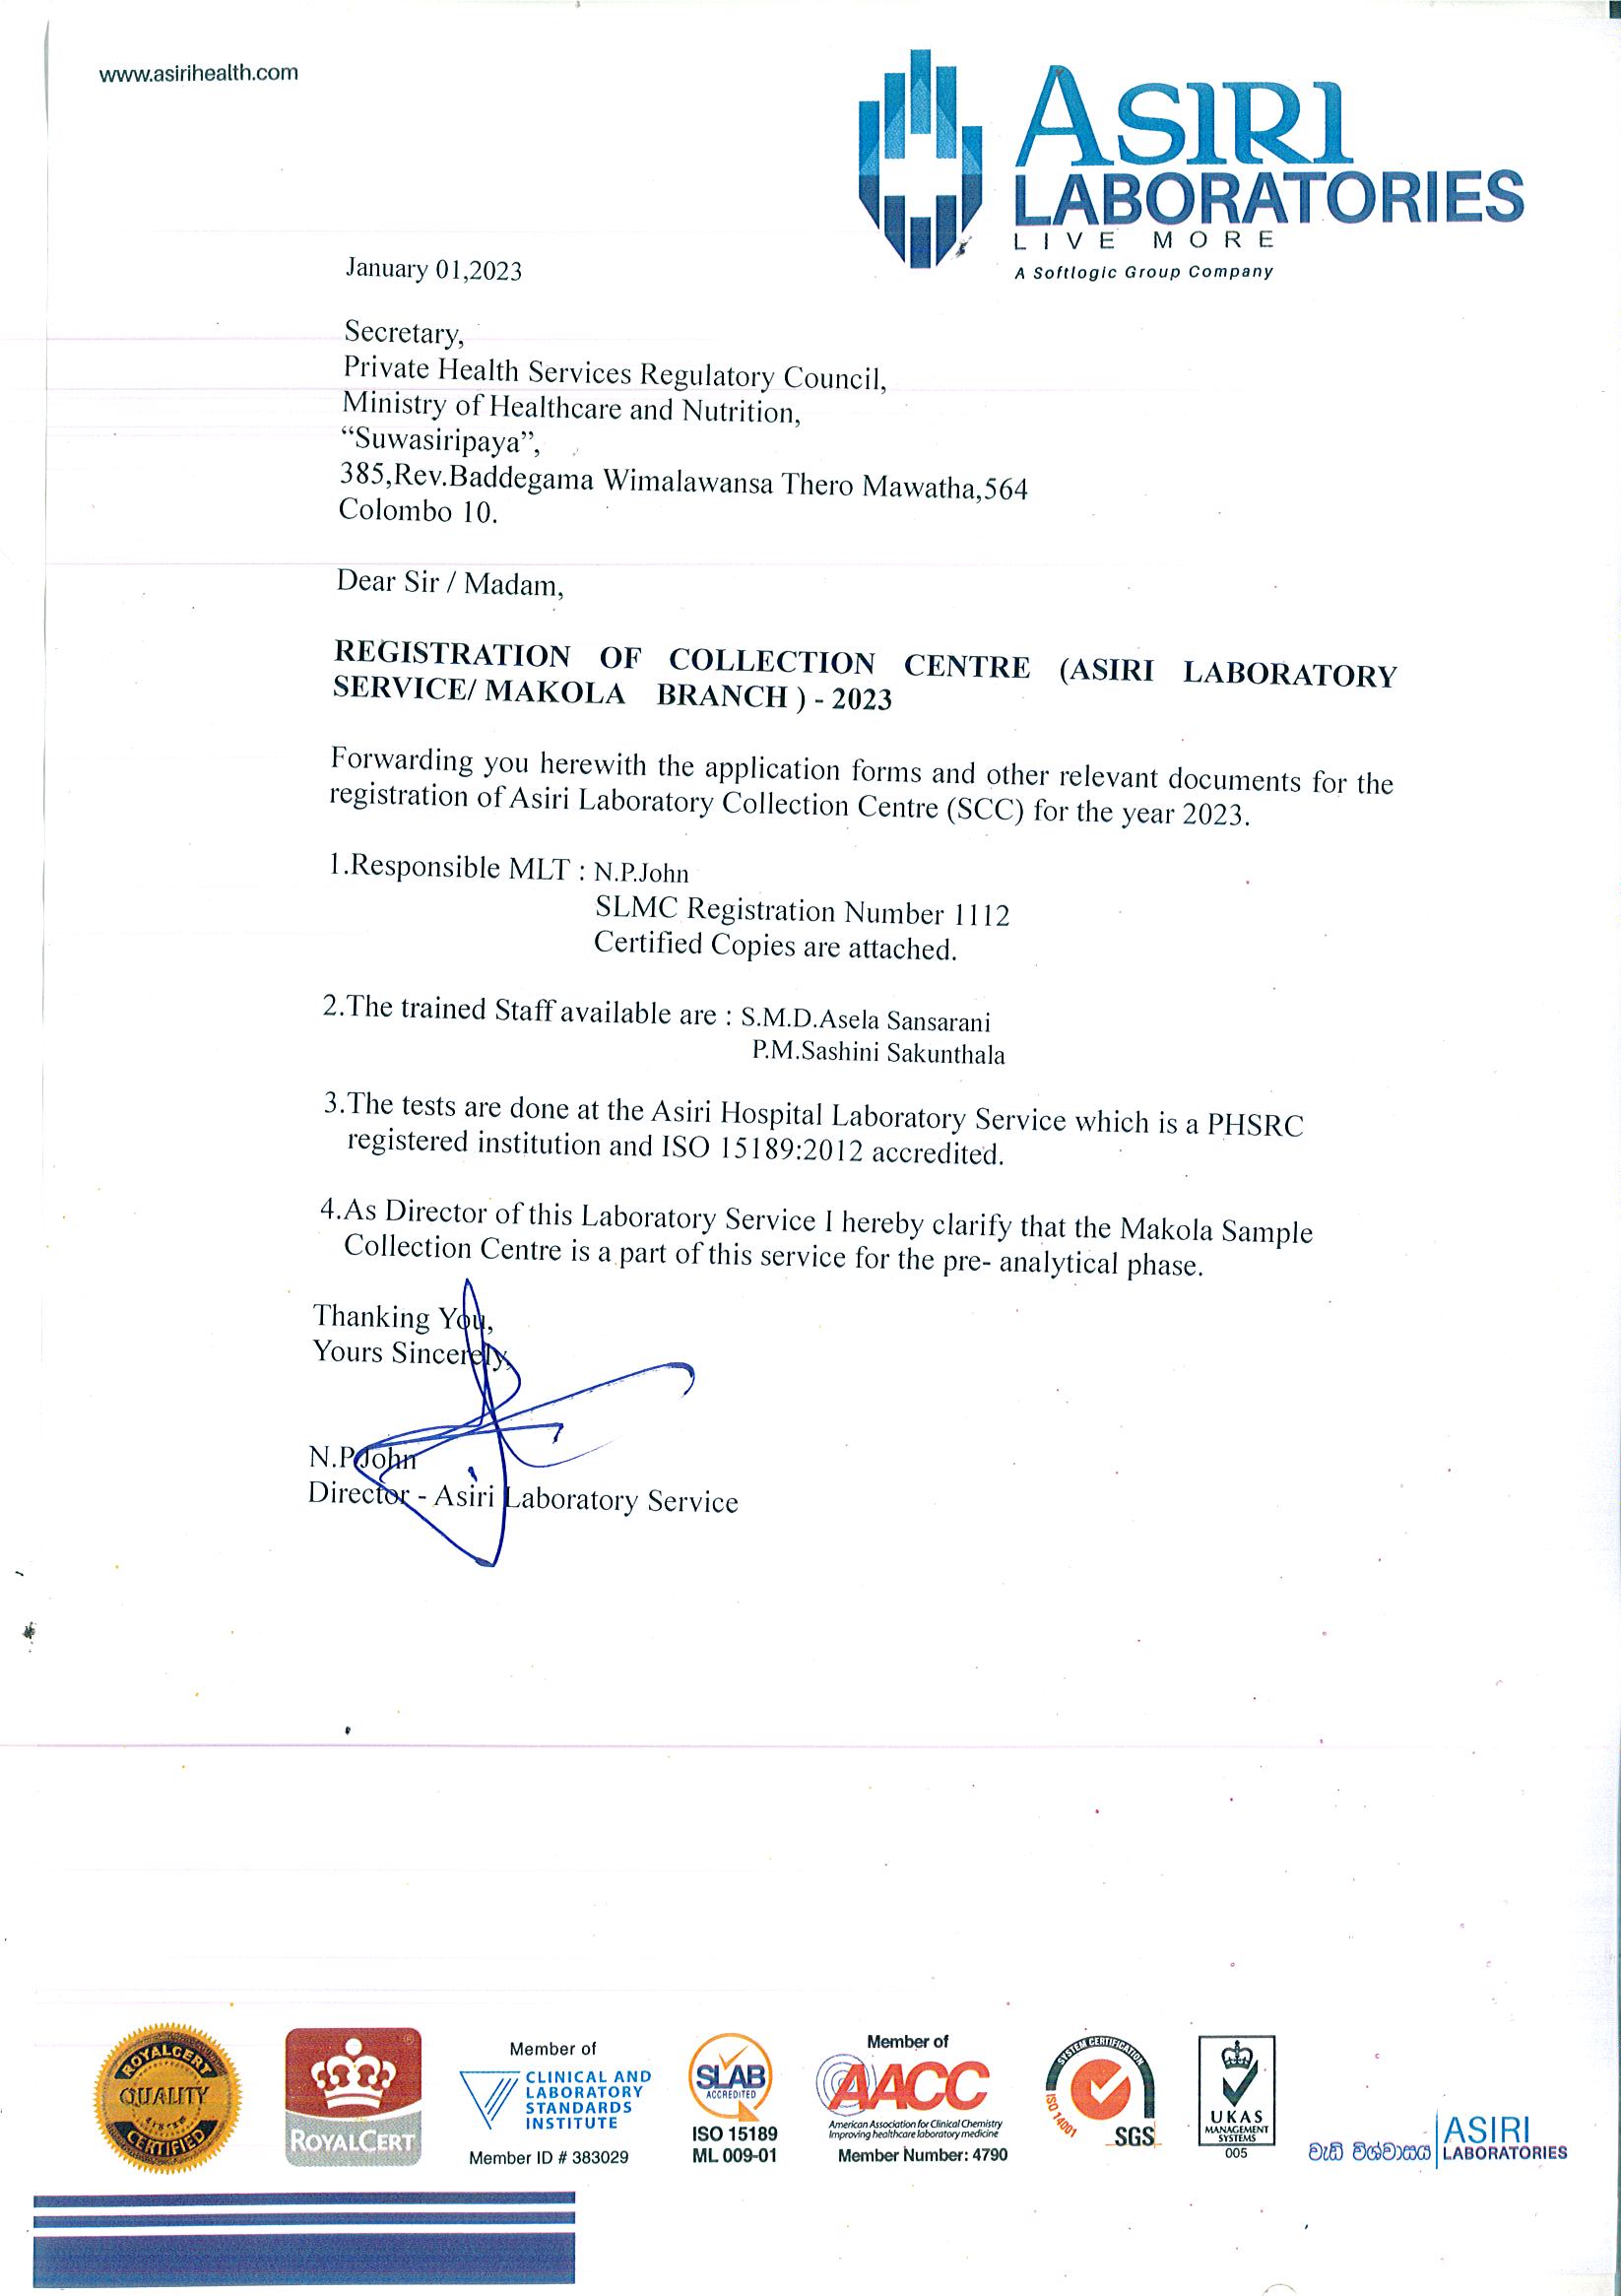 www.asirihealth.com
ASIRI
LABORATORIES
LIVE MORE
A Softlogic Group Company
January 01,2023
Secretary,
Private Health Services Regulatory Council,
Ministry of Healthcare and Nutrition,
“Suwasiripaya”,
385,Rev.Baddegama Wimalawansa Thero Mawatha,564
Colombo 10.
Dear Sir / Madam,
REGISTRATION OF COLLECTION CENTRE (ASIRI LABORATORY
SERVICE/ MAKOLA BRANCH ) - 2023
Forwarding you herewith the application forms and other relevant documents for the
registration of Asiri Laboratory Collection Centre (SCC) for the year 2023.
1.Responsible MLT : N.P.John
SLMC Registration Number 1112
Certified Copies are attached.
2.The trained Staff available are : S.M.D.Asela Sansarani
P.M.Sashini Sakunthala
3.The tests are done at the Asiri Hospital Laboratory Service which is a PHSRC
registered institution and ISO 15189:2012 accredited.
4.As Director of this Laboratory Service I hereby clarify that the Makola Sample
Collection Centre is a part of this service for the pre- analytical phase.
Thanking You,
Yours Sincerely,
N.P.John
Director - Asiri Laboratory Service
ROYALCERT
QUALITY
SYSTEM
CERTIFIED
ROYALCERT
Member of
CLINICAL AND
LABORATORY
STANDARDS
INSTITUTE
Member ID # 383029
SLAB
ACCREDITED
ISO 15189
ML 009-01
Member of
AACC
American Association for Clinical Chemistry
Improving healthcare laboratory medicine
Member Number: 4790
SYSTEM CERTIFICATION
ISO 14001
SGS
UKAS
MANAGEMENT
SYSTEMS
005
වැඩි විශ්වාසය
ASIRI
LABORATORIES